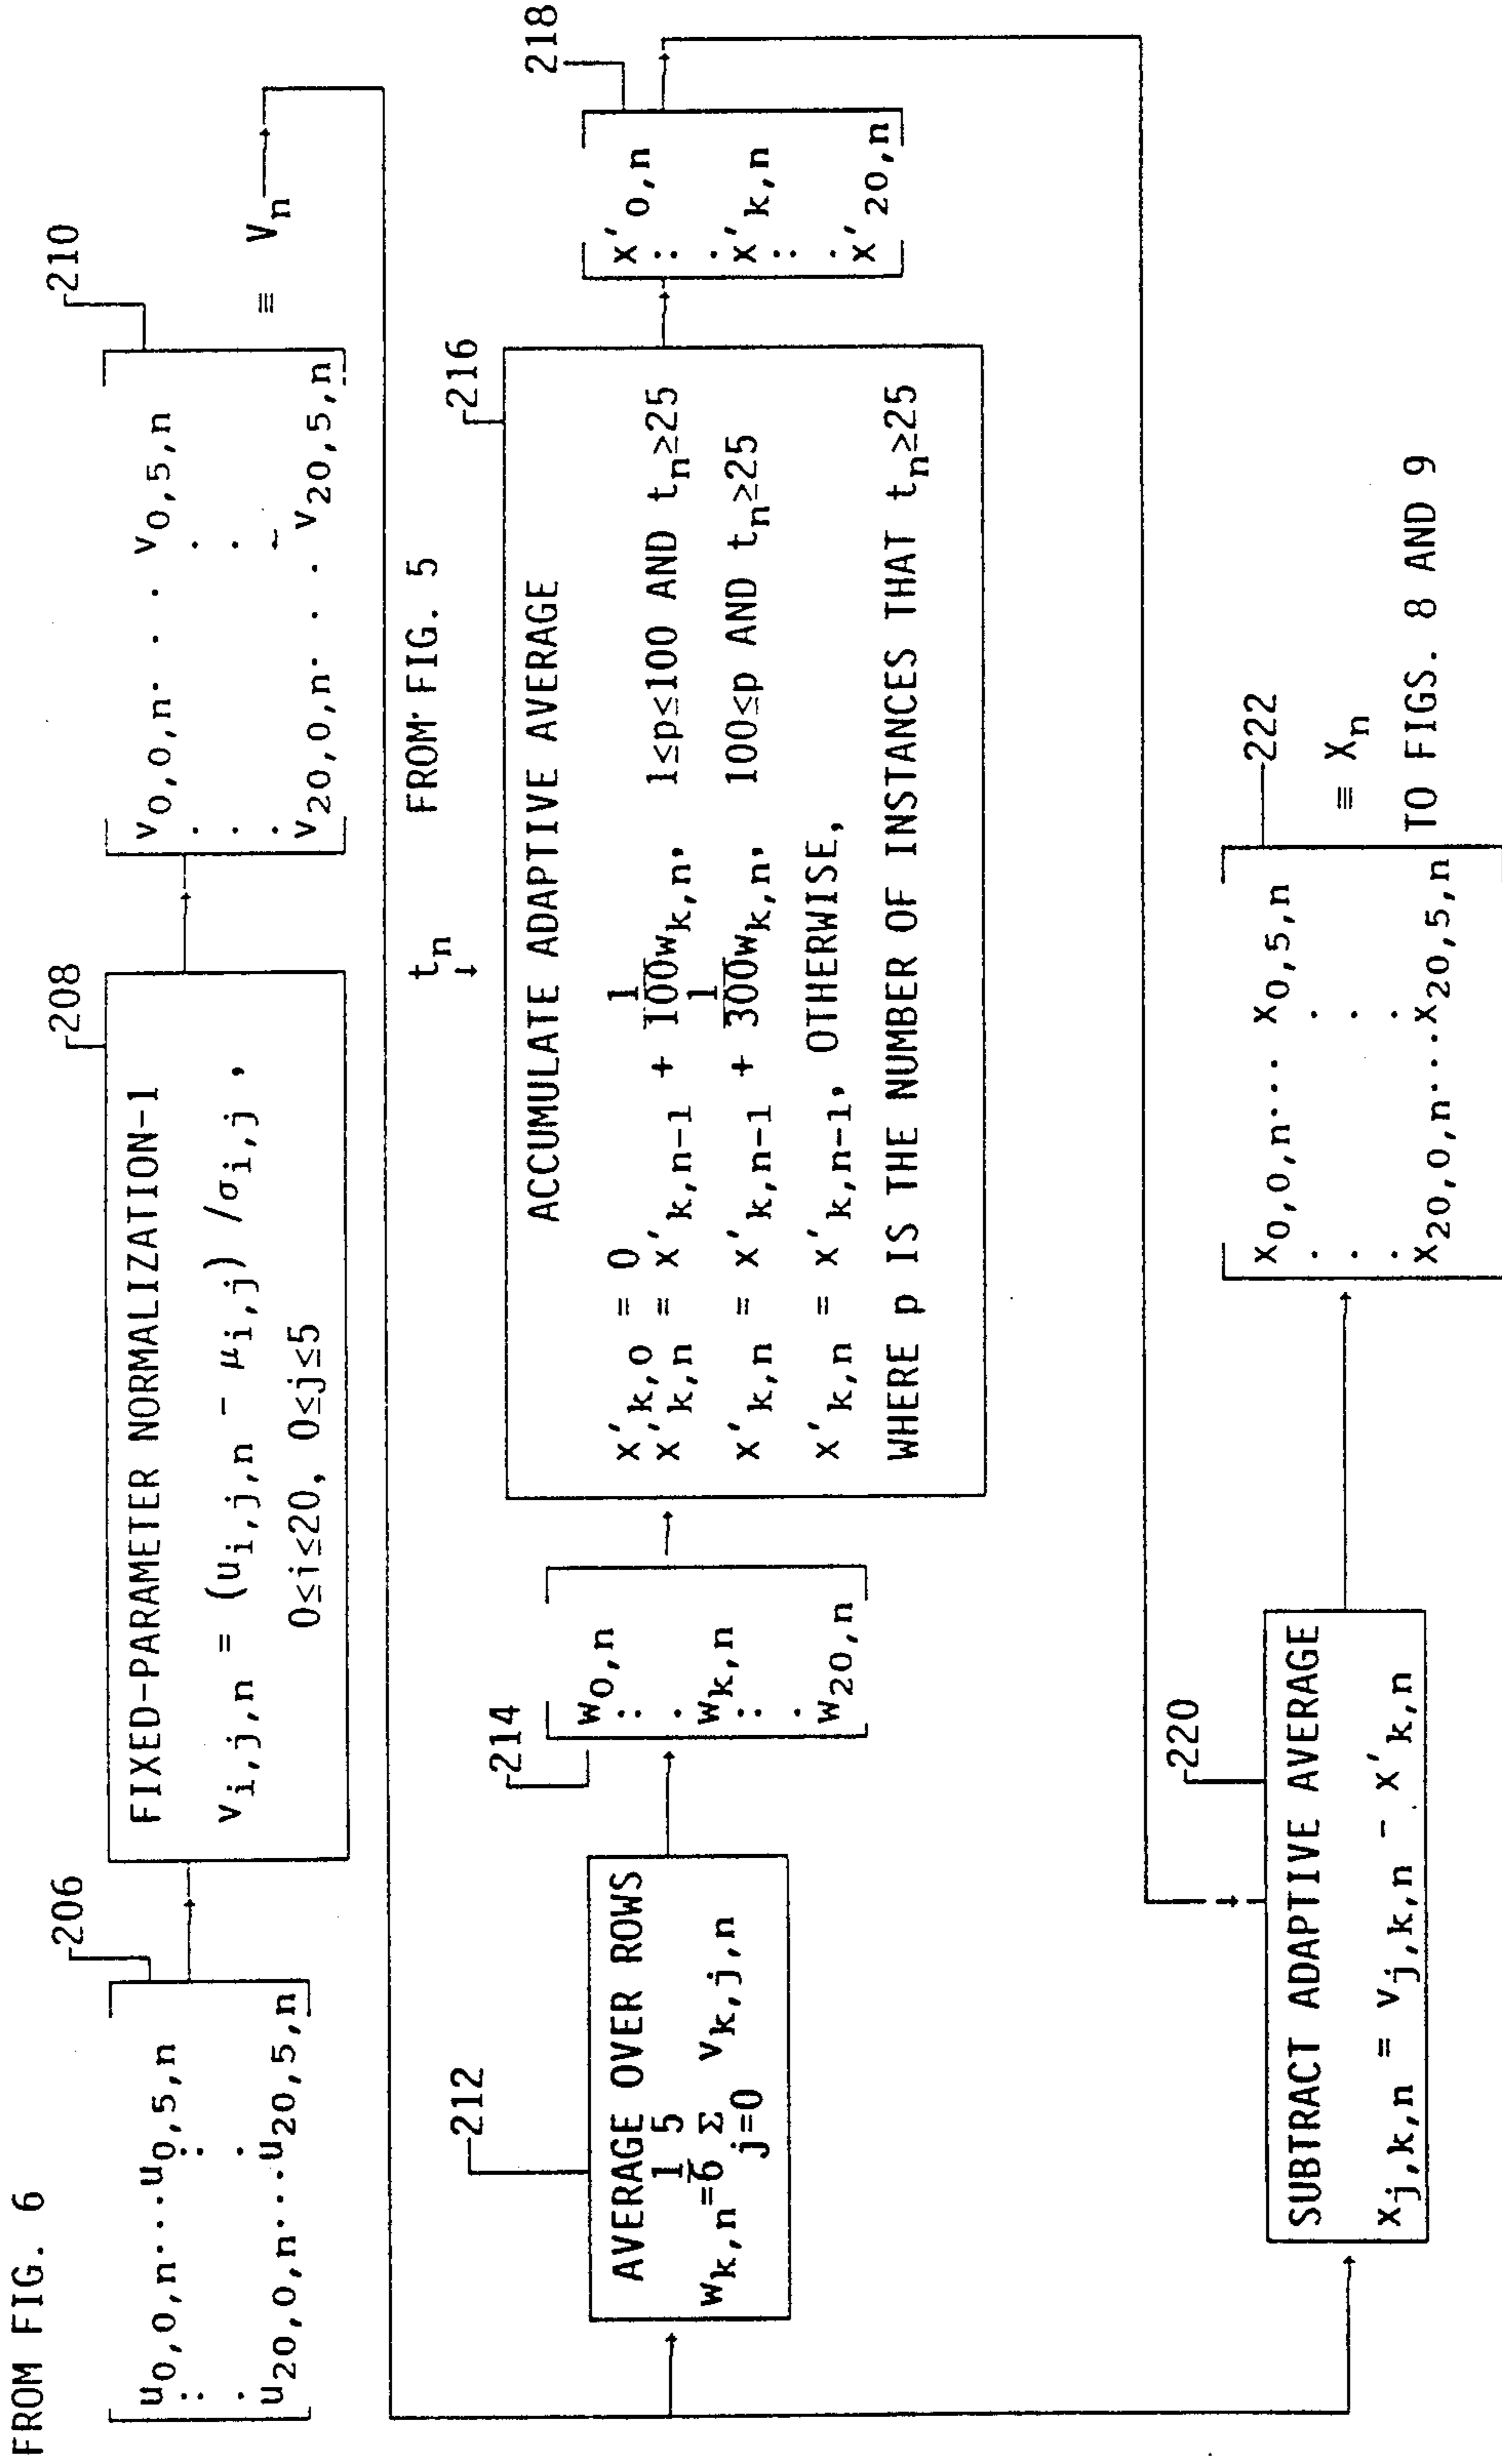 FROM FIG. 6
206
[u0,0,n...u0,5,n
: :
. .
u20,0,n...u20,5,n]
208
FIXED-PARAMETER NORMALIZATION-1
vi,j,n = (ui,j,n - μi,j) /σi,j ,
0≤i≤20, 0≤j≤5
210
[v0,0,n. . . v0,5,n
. .
. .
. .
v20,0,n. . . v20,5,n]
≡ Vn
212
AVERAGE OVER ROWS
wk,n=1/6 5Σj=0 vk,j,n
214
[w0,n
:
.
wk,n
:
.
w20,n]
tn FROM FIG. 5
216
ACCUMULATE ADAPTIVE AVERAGE
x'k,0 = 0
x'k,n = x'k,n-1 + 1/100wk,n, 1≤p≤100 AND tn≥25
x'k,n = x'k,n-1 + 1/300wk,n, 100≤p AND tn≥25
x'k,n = x'k,n-1, OTHERWISE,
WHERE p IS THE NUMBER OF INSTANCES THAT tn≥25
218
[x'0,n
:
.
x'k,n
:
.
x'20,n]
220
SUBTRACT ADAPTIVE AVERAGE
xj,k,n = vj,k,n - x'k,n
222
[x0,0,n... x0,5,n
. .
. .
. .
x20,0,n...x20,5,n]
≡ Xn
TO FIGS. 8 AND 9